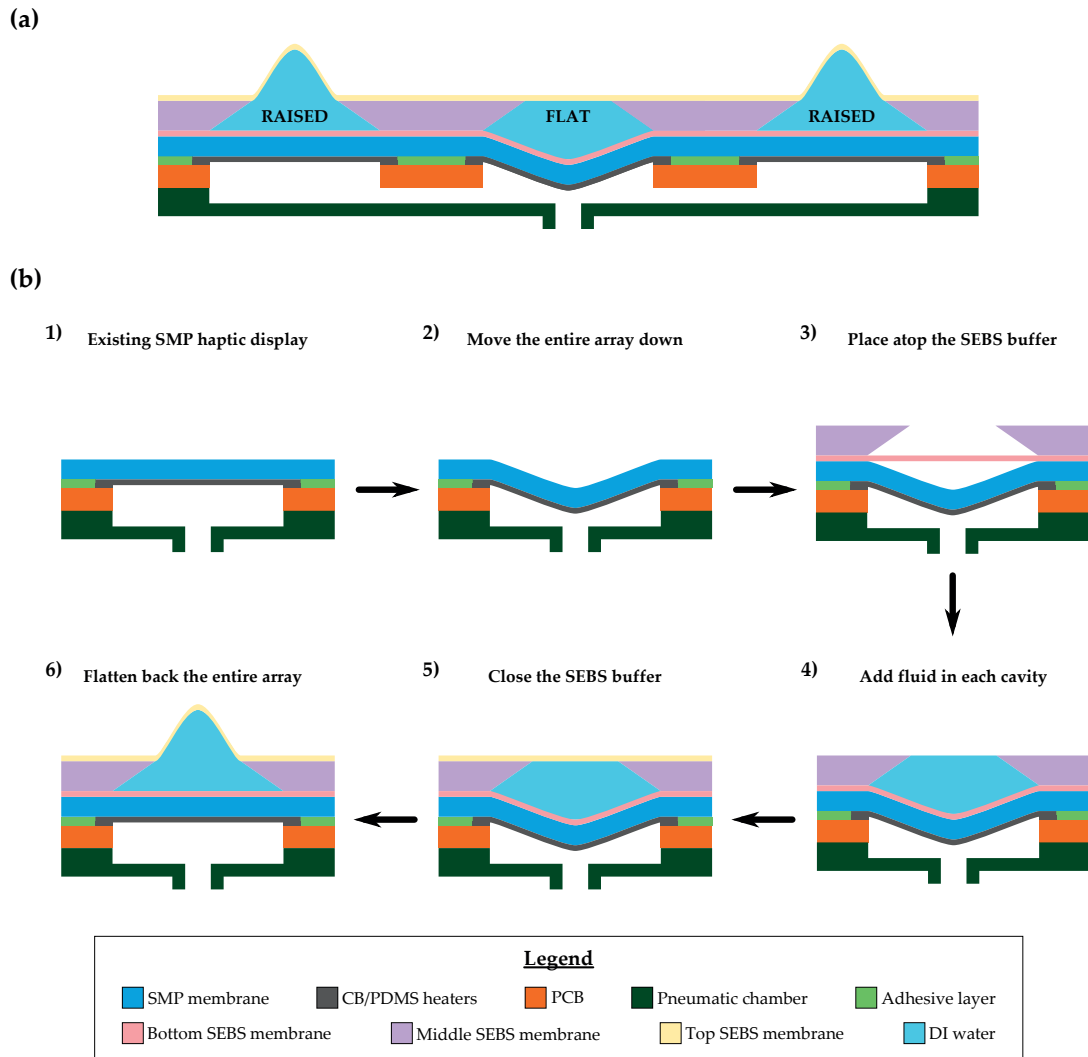 (a)
RAISED
FLAT
RAISED
(b)
1) Existing SMP haptic display
2) Move the entire array down
3) Place atop the SEBS buffer
6) Flatten back the entire array
5) Close the SEBS buffer
4) Add fluid in each cavity
Legend
SMP membrane
CB/PDMS heaters
PCB
Pneumatic chamber
Adhesive layer
Bottom SEBS membrane
Middle SEBS membrane
Top SEBS membrane
DI water